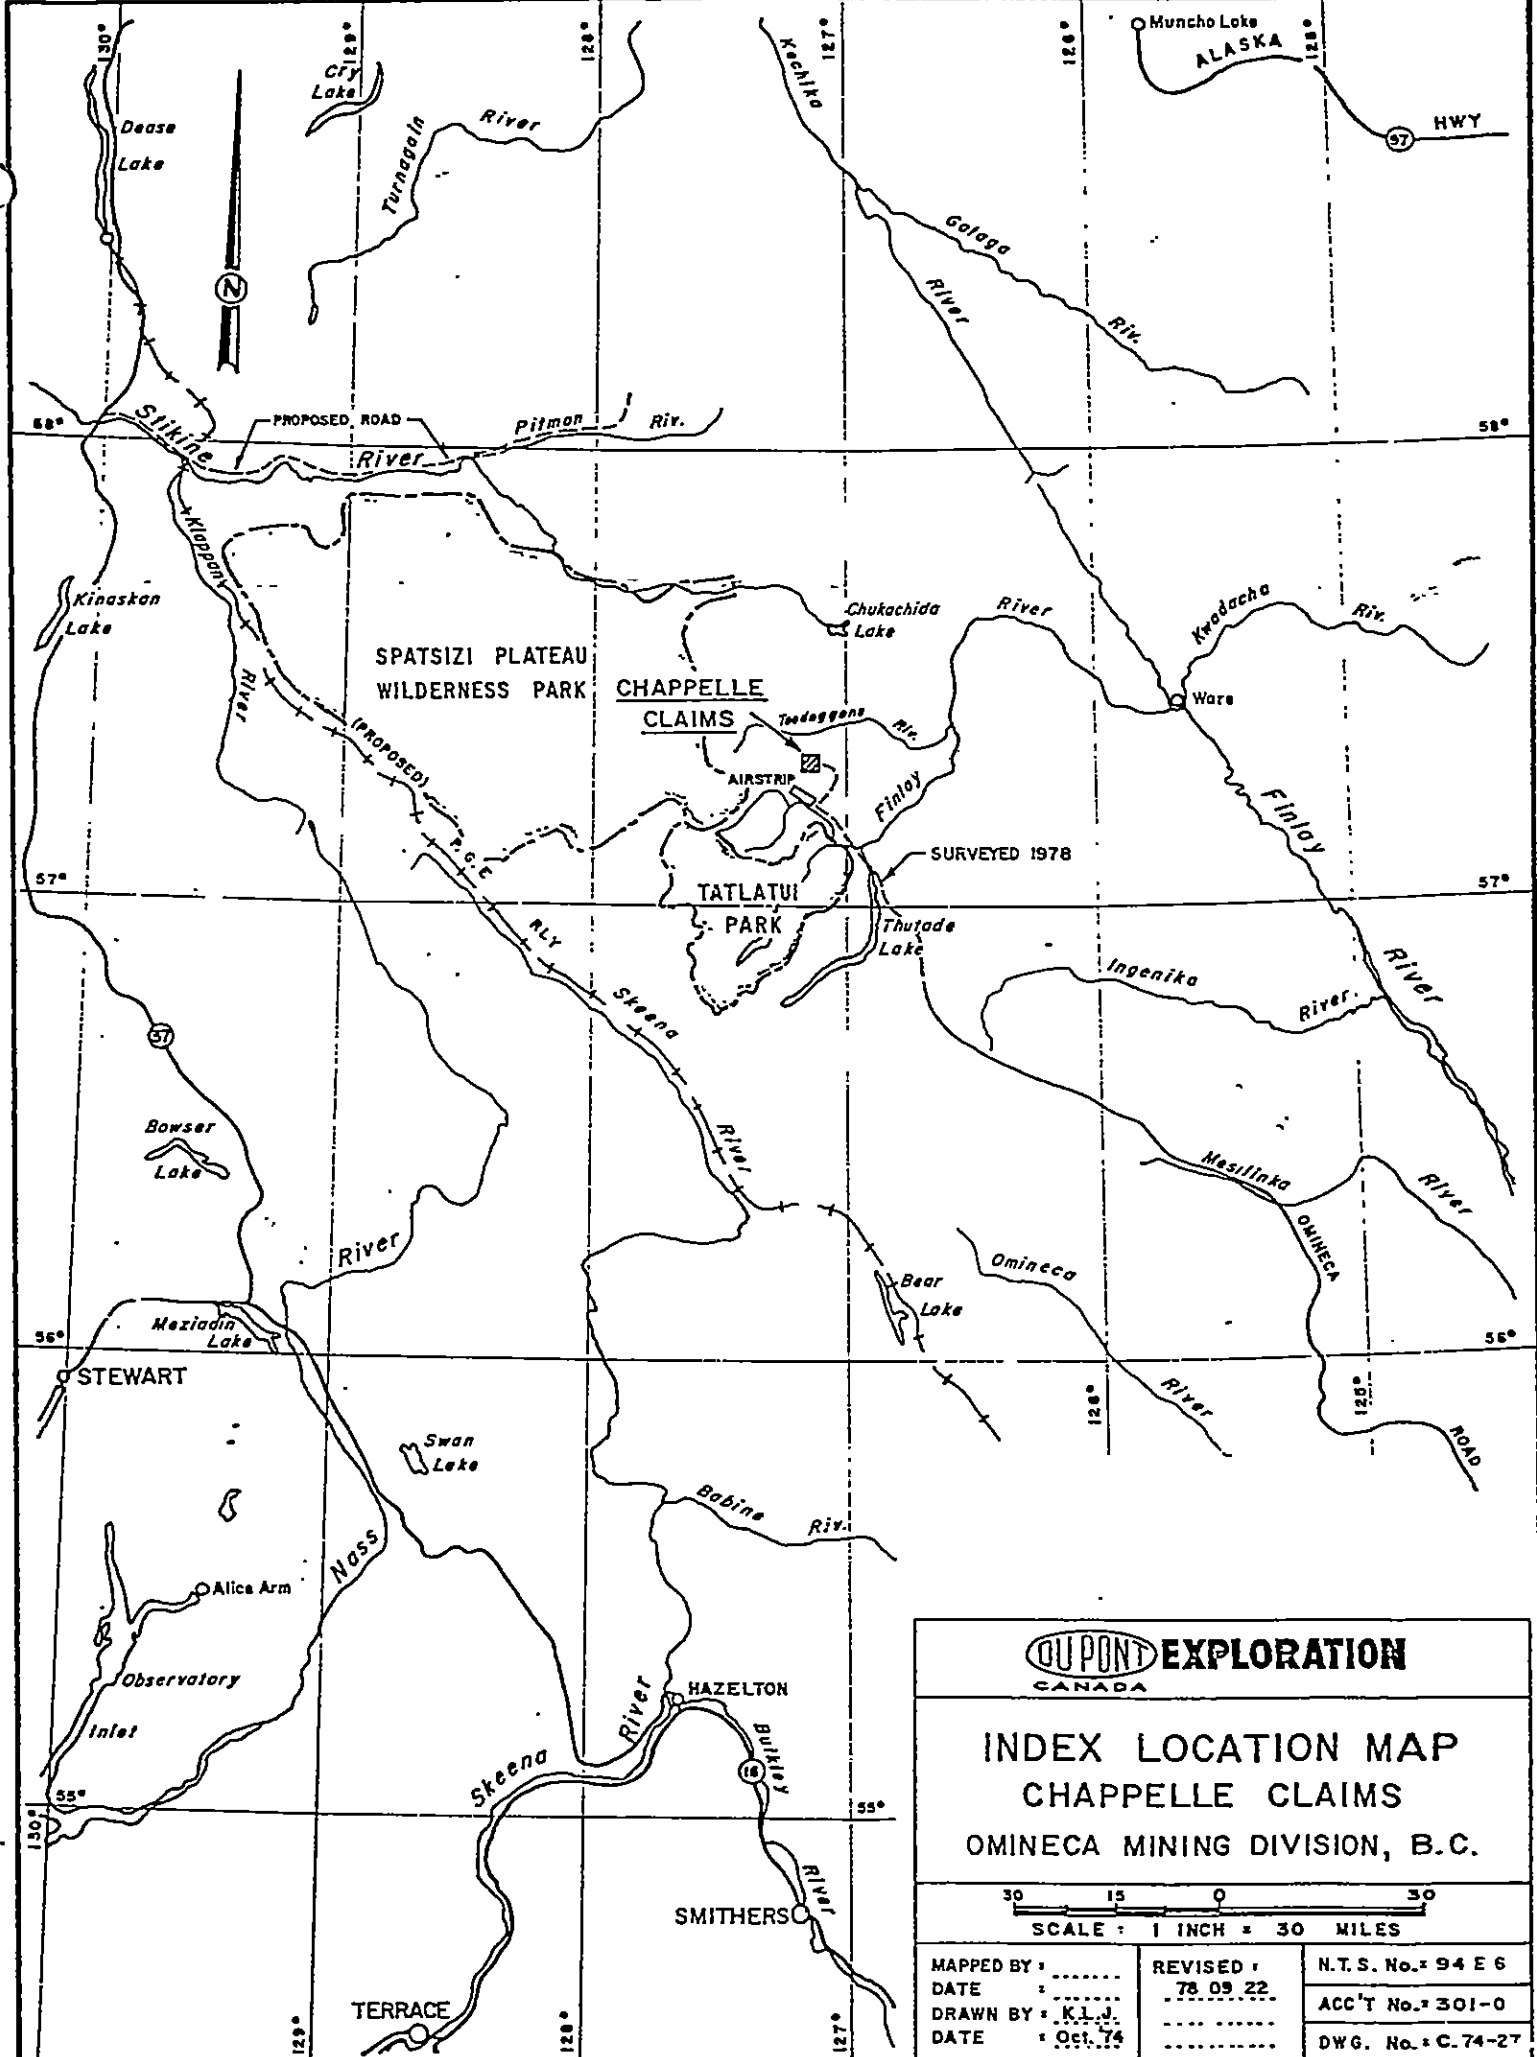 130°
129°
128°
127°
126°
125°
Muncho Lake
ALASKA
HWY
97
Cry
Lake
Dease
Lake
Turnagain
River
Kechika
River
Gataga
Riv.
N
58°
Stikine
River
PROPOSED ROAD
Pitman
Riv.
58°
Klappan
River
Kinaskan
Lake
Chukachida
Lake
River
Kwadacha
Riv.
SPATSIZI PLATEAU
WILDERNESS PARK
CHAPPELLE
CLAIMS
Toodoggone
Riv.
Ware
(PROPOSED)
P.G.E
RLY
AIRSTRIP
Finlay
Finlay
River
SURVEYED 1978
57°
TATLATUI
PARK
57°
Thutade
Lake
Skeena
River
Ingenika
River
37
Bowser
Lake
Mesilinka
River
River
OMINECA
ROAD
Omineca
River
Bear
Lake
Meziadin
Lake
56°
56°
STEWART
126°
125°
Swan
Lake
Babine
Riv.
Nass
Alice Arm
Observatory
Inlet
55°
130°
HAZELTON
River
Skeena
Bulkley
River
16
55°
SMITHERS
TERRACE
129°
128°
127°
DU PONT EXPLORATION
CANADA
INDEX LOCATION MAP
CHAPPELLE CLAIMS
OMINECA MINING DIVISION, B.C.
30 15 0 30
SCALE : 1 INCH = 30 MILES
MAPPED BY :
DATE :
DRAWN BY : K.L.J.
DATE : Oct. '74
REVISED :
78 09 22
N.T.S. No.: 94 E 6
ACC'T No.: 301-0
DWG. No.: C.74-27